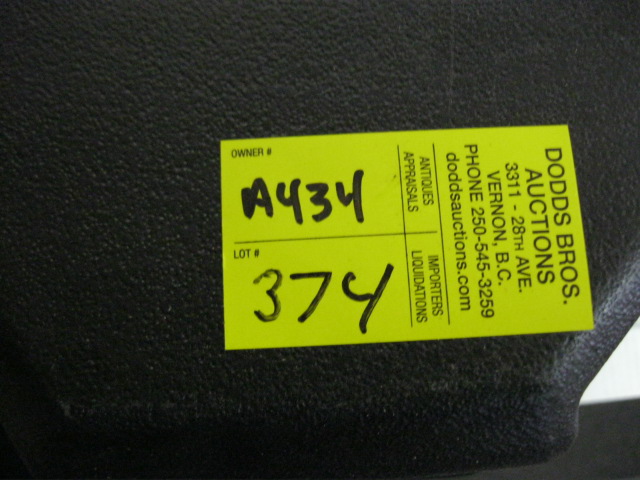 OWNER #
A434
LOT #
374
ANTIQUES
APPRAISALS
IMPORTERS
LIQUIDATIONS
DODDS BROS.
AUCTIONS
3311 - 28TH AVE.
VERNON, B.C.
PHONE 250-545-3259
doddsauctions.com